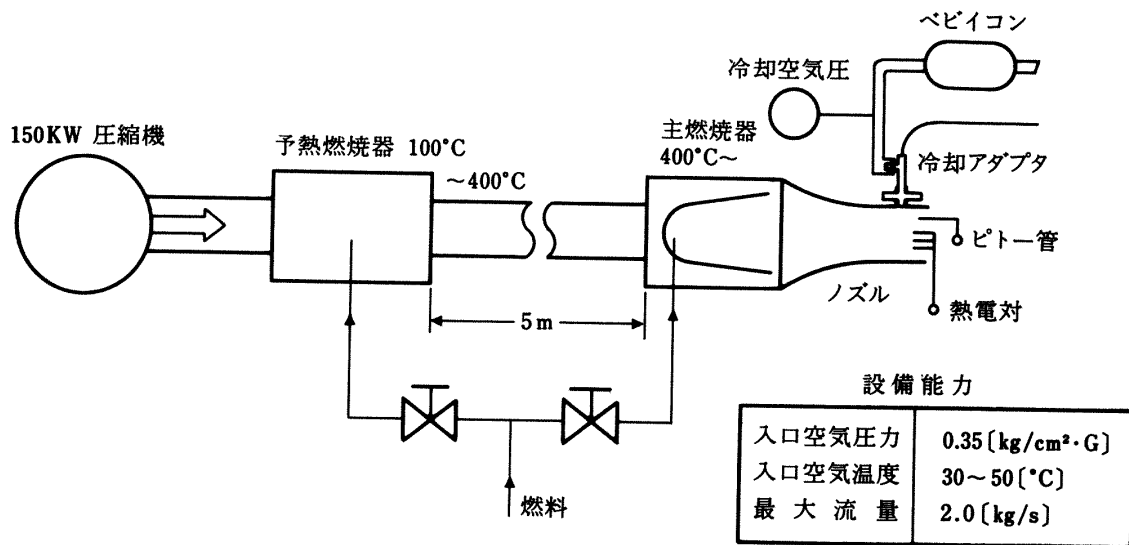 ベビイコン
冷却空気圧
150KW 圧縮機
予熱燃焼器 100°C
～400°C
主燃焼器
400°C～
冷却アダプタ
ピトー管
ノズル
熱電対
5m
燃料
設備能力
入口空気圧力 0.35〔kg/cm²·G〕
入口空気温度 30～50〔°C〕
最大流量 2.0〔kg/s〕